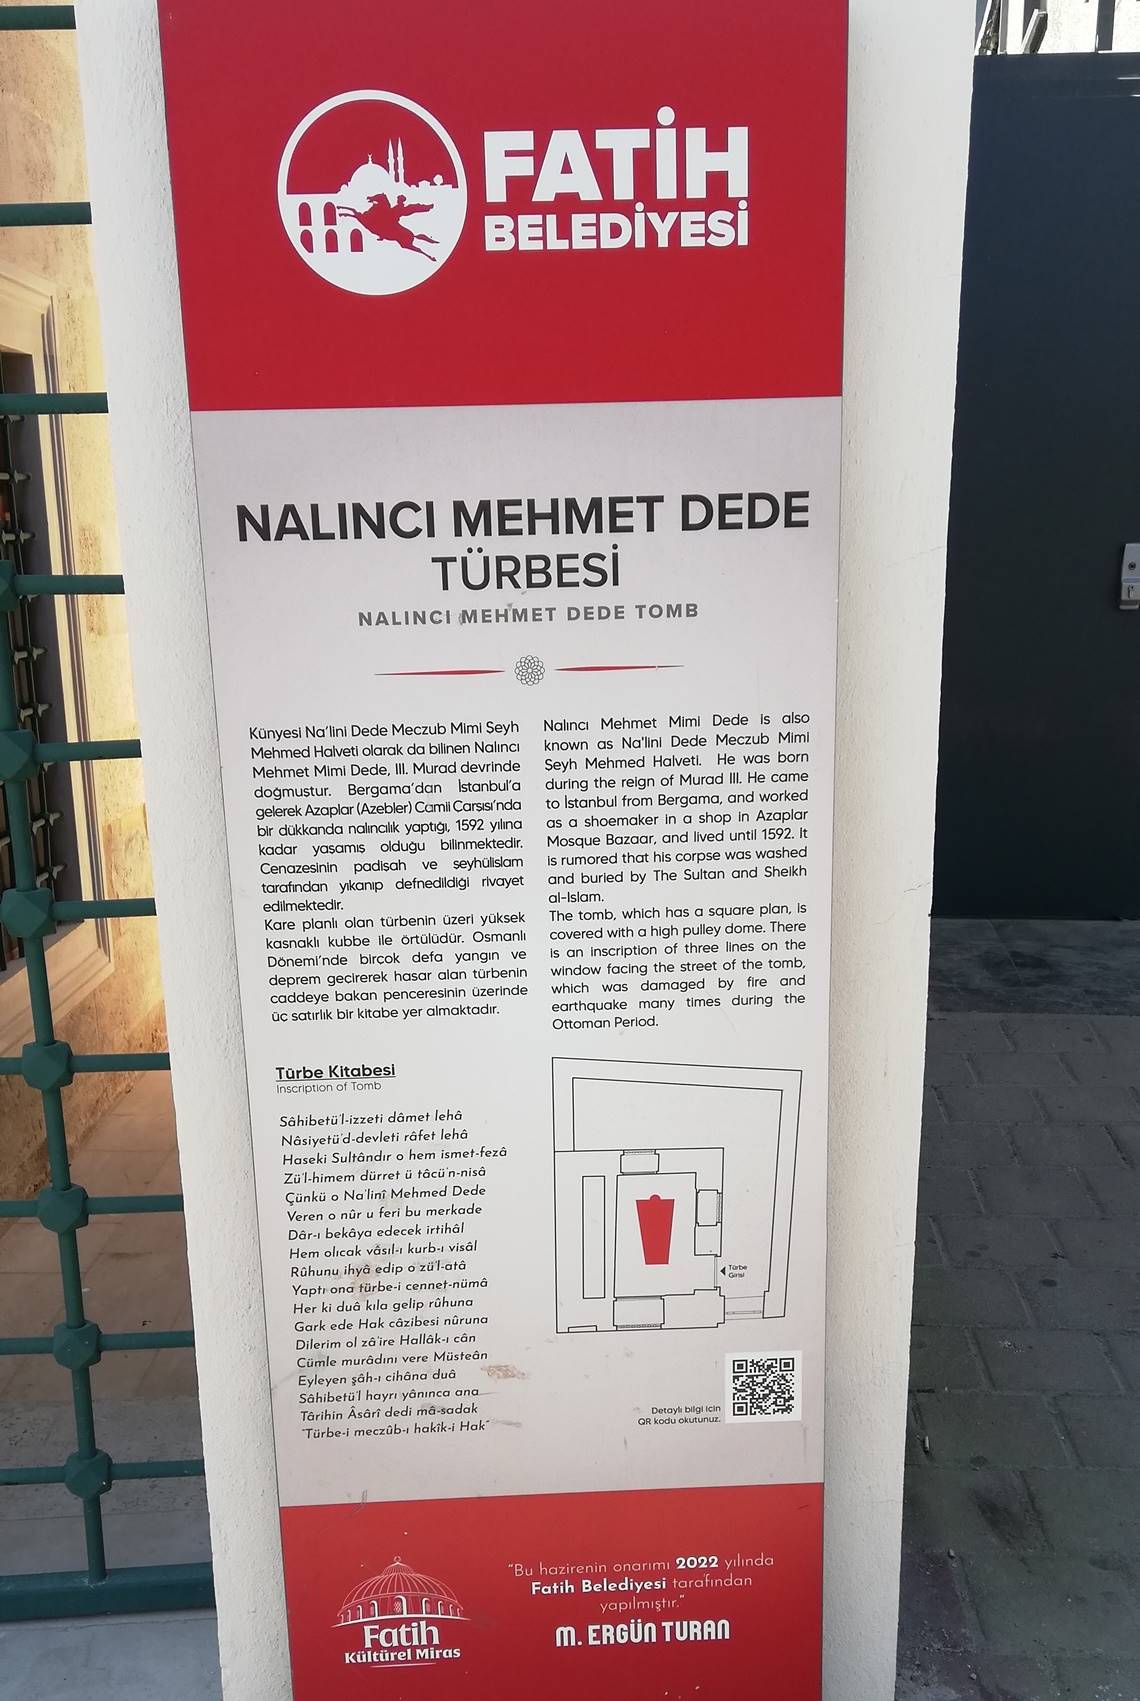 FATİH
BELEDİYESİ
NALINCI MEHMET DEDE
TÜRBESİ
NALINCI MEHMET DEDE TOMB
Künyesi Na'lini Dede Meczub Mimi Şeyh
Mehmed Halveti olarak da bilinen Nalıncı
Mehmet Mimi Dede, III. Murad devrinde
doğmuştur. Bergama'dan İstanbul'a
gelerek Azaplar (Azebler) Camii Çarşısı'nda
bir dükkanda nalıncılık yaptığı, 1592 yılına
kadar yaşamış olduğu bilinmektedir.
Cenazesinin padişah ve şeyhülislam
tarafından yıkanıp defnedildiği rivayet
edilmektedir.
Kare planlı olan türbenin üzeri yüksek
kasnaklı kubbe ile örtülüdür. Osmanlı
Dönemi'nde birçok defa yangın ve
deprem geçirerek hasar alan türbenin
caddeye bakan penceresinin üzerinde
üç satırlık bir kitabe yer almaktadır.
Nalıncı Mehmet Mimi Dede is also
known as Na'lini Dede Meczub Mimi
Şeyh Mehmed Halveti. He was born
during the reign of Murad III. He came
to İstanbul from Bergama, and worked
as a shoemaker in a shop in Azaplar
Mosque Bazaar, and lived until 1592. It
is rumored that his corpse was washed
and buried by The Sultan and Sheikh
al-Islam.
The tomb, which has a square plan, is
covered with a high pulley dome. There
is an inscription of three lines on the
window facing the street of the tomb,
which was damaged by fire and
earthquake many times during the
Ottoman Period.
Türbe Kitabesi
Inscription of Tomb
Sâhibetü'l-izzeti dâmet lehâ
Nâsiyetü'd-devleti râfet lehâ
Haseki Sultândır o hem ismet-fezâ
Zü'l-himem dürret ü tâcü'n-nisâ
Çünkü o Na'linî Mehmed Dede
Veren o nûr u feri bu merkade
Dâr-ı bekâya edecek irtihâl
Hem olıcak vâsıl-ı kurb-ı visâl
Rûhunu ihyâ edip o zü'l-atâ
Yaptı ona türbe-i cennet-nümâ
Her ki duâ kıla gelip rûhuna
Gark ede Hak câzibesi nûruna
Dilerim ol zâ'ire Hallâk-ı cân
Cümle murâdını vere Müsteân
Eyleyen şâh-ı cihâna duâ
Sâhibetü'l hayrı yânınca ana
Târihin Âsârî dedi mâ-sadak
"Türbe-i meczûb-ı hakîk-i Hak"
Türbe
Girişi
Detaylı bilgi için
QR kodu okutunuz.
Fatih
Kültürel Miras
"Bu hazirenin onarımı 2022 yılında
Fatih Belediyesi tarafından
yapılmıştır."
M. ERGÜN TURAN